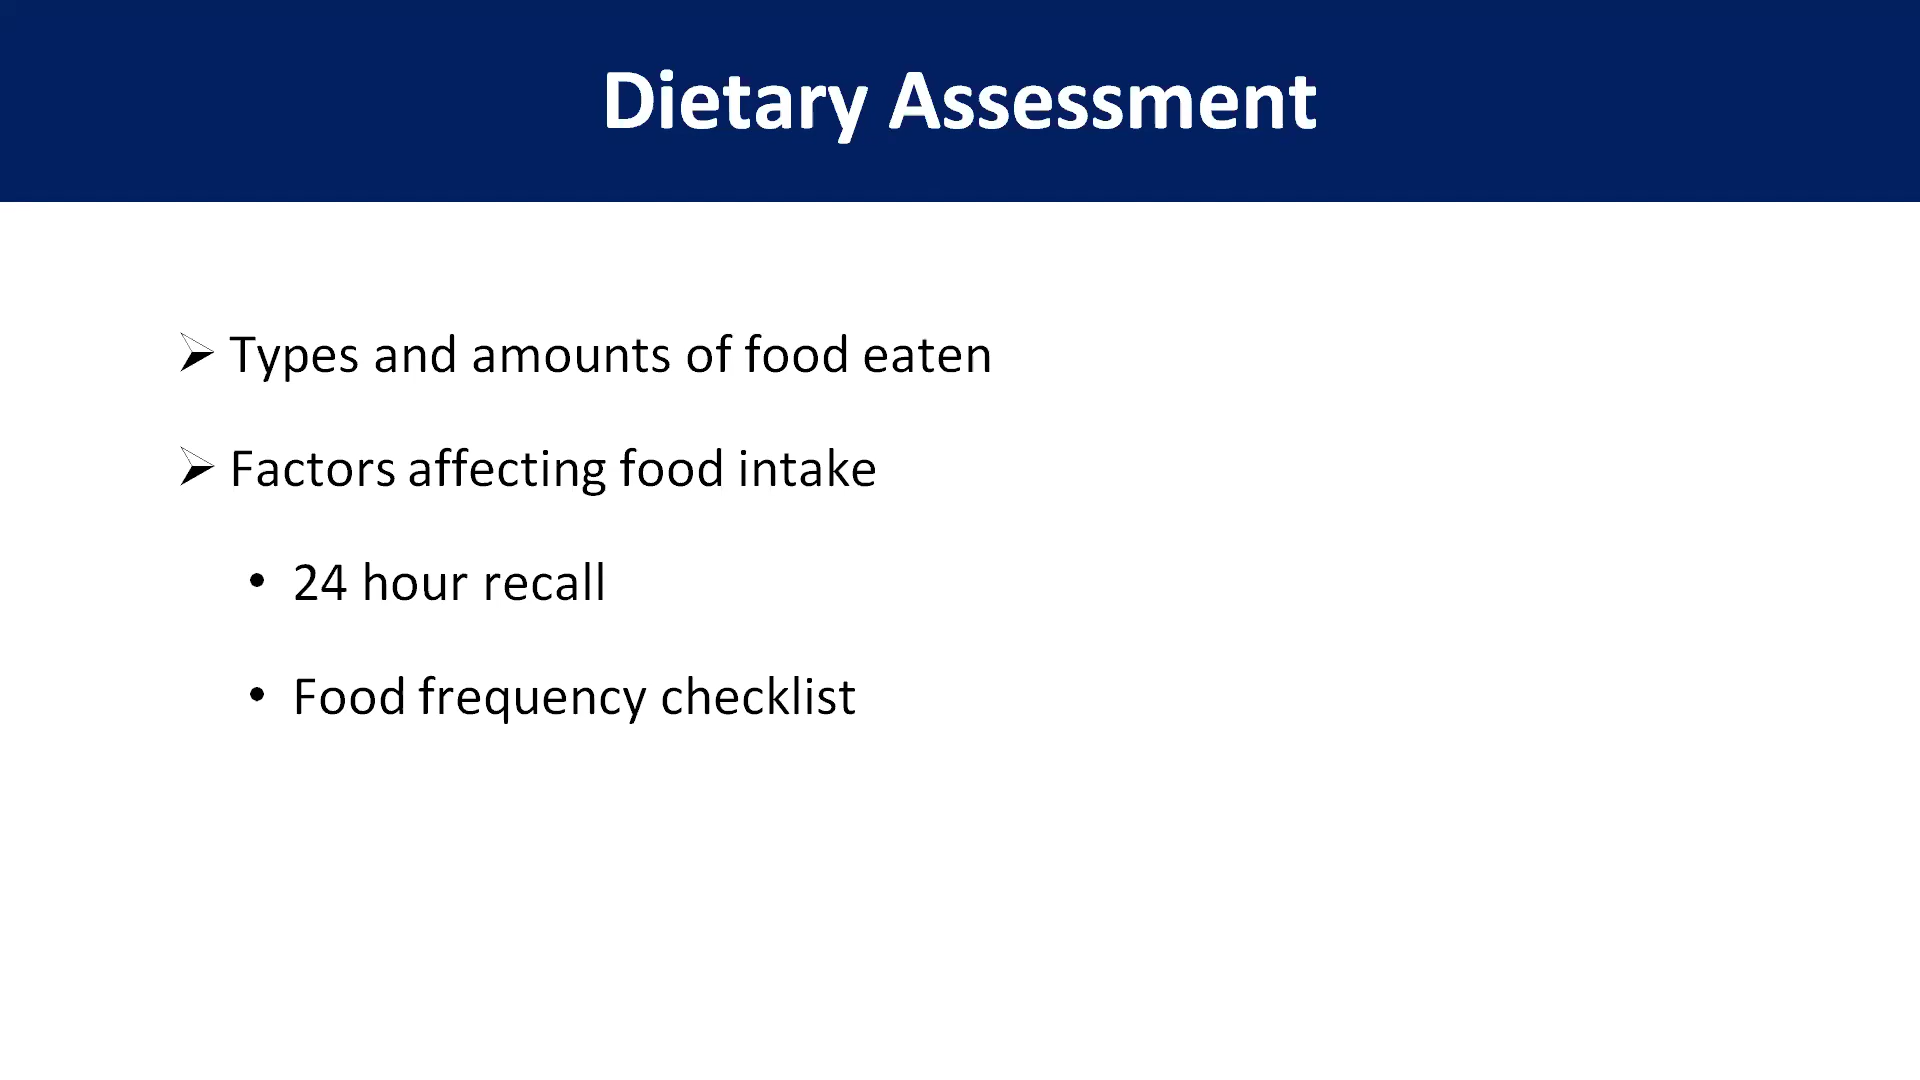 Dietary Assessment
➢ Types and amounts of food eaten
➢ Factors affecting food intake
• 24 hour recall
• Food frequency checklist